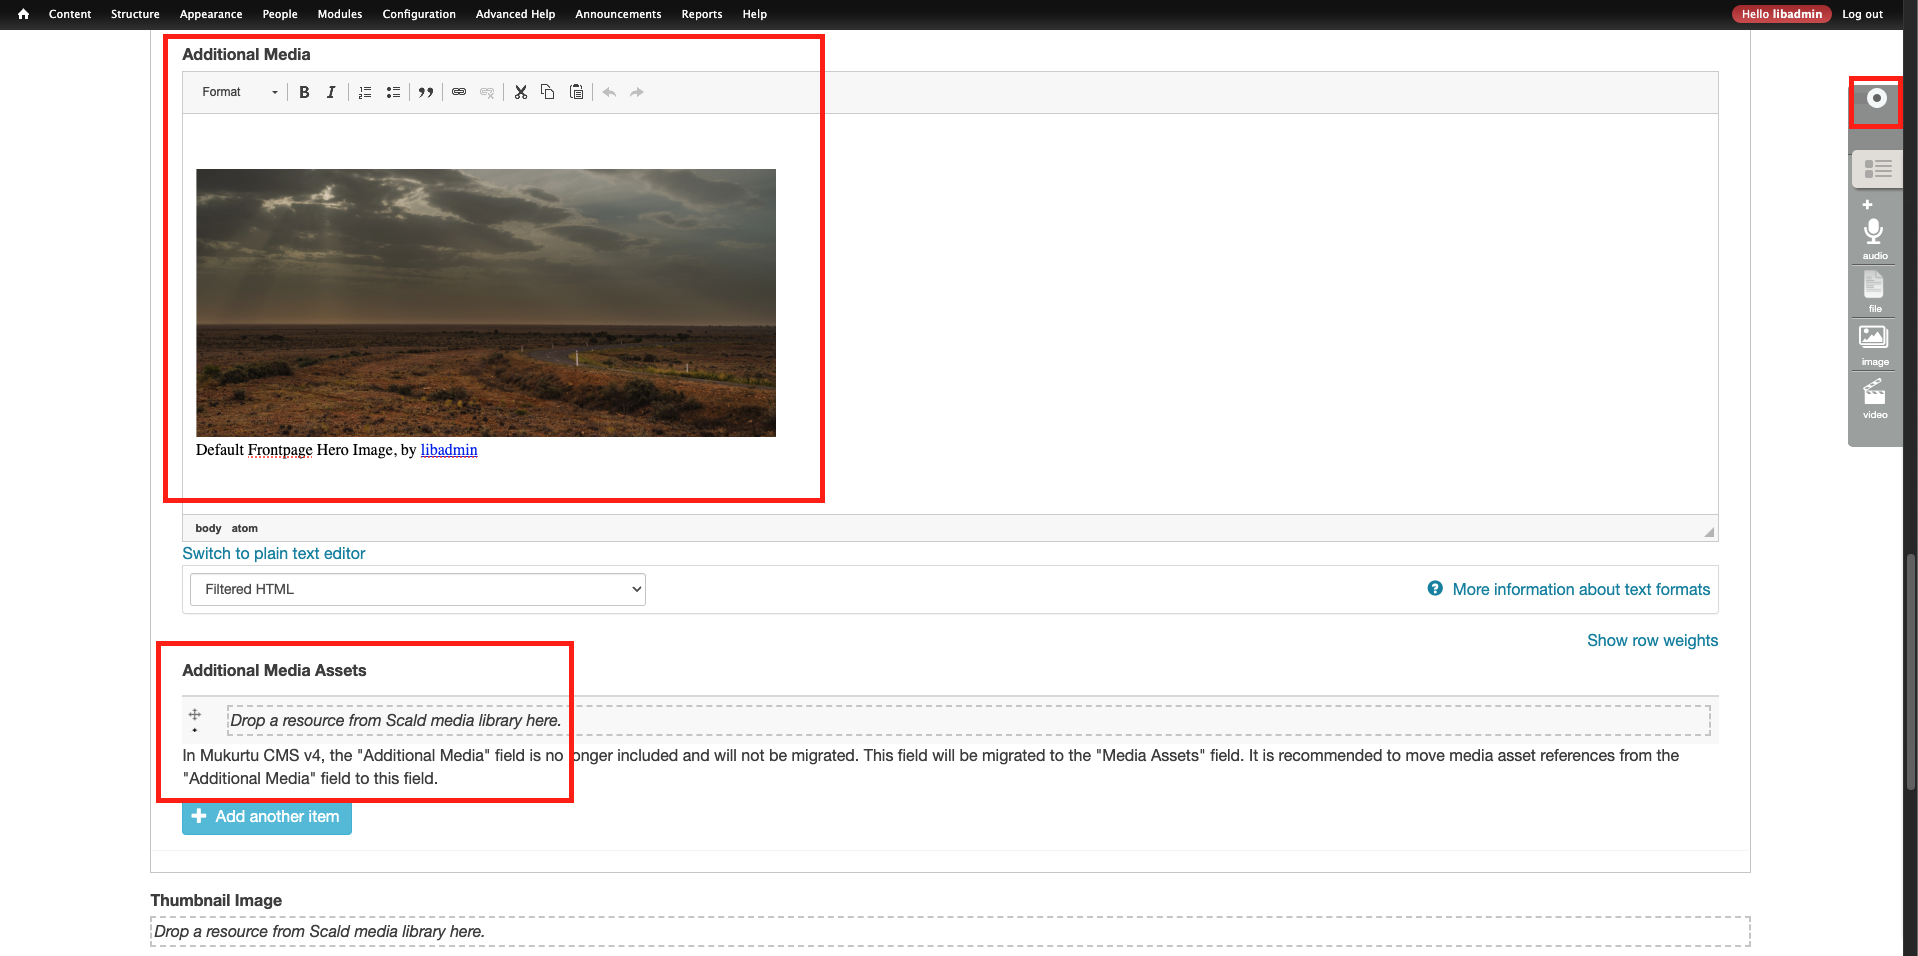 Content Structure Appearance People Modules Configuration Advanced Help Announcements Reports Help Hello libadmin Log out
Additional Media
Format
Default Frontpage Hero Image, by libadmin
body atom
Switch to plain text editor
Filtered HTML
More information about text formats
Show row weights
Additional Media Assets
Drop a resource from Scald media library here.
In Mukurtu CMS v4, the "Additional Media" field is no longer included and will not be migrated. This field will be migrated to the "Media Assets" field. It is recommended to move media asset references from the
"Additional Media" field to this field.
Add another item
Thumbnail Image
Drop a resource from Scald media library here.
audio
file
image
video